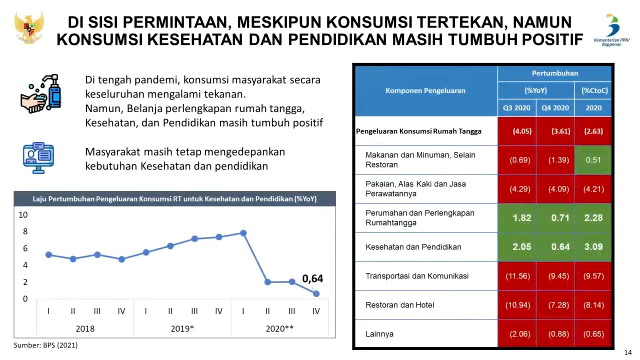 DI SISI PERMINTAAN, MESKIPUN KONSUMSI TERTEKAN, NAMUN
KONSUMSI KESEHATAN DAN PENDIDIKAN MASIH TUMBUH POSITIF
Kementerian PPN/
Bappenas
Di tengah pandemi, konsumsi masyarakat secara
keseluruhan mengalami tekanan.
Namun, Belanja perlengkapan rumah tangga,
Kesehatan, dan Pendidikan masih tumbuh positif
Masyarakat masih tetap mengedepankan
kebutuhan Kesehatan dan pendidikan
Laju Pertumbuhan Pengeluaran Konsumsi RT untuk Kesehatan dan Pendidikan (%YoY)
10
8
6
4
2
0
0,64
I II III IV I II III IV I II III IV
2018 2019* 2020**
Sumber: BPS (2021)
Komponen Pengeluaran Pertumbuhan
(%YoY) (%CtoC)
Q3 2020 Q4 2020 2020
Pengeluaran Konsumsi Rumah Tangga (4.05) (3.61) (2.63)
Makanan dan Minuman, Selain
Restoran (0.69) (1.39) 0.51
Pakaian, Alas Kaki dan Jasa
Perawatannya (4.29) (4.09) (4.21)
Perumahan dan Perlengkapan
Rumahtangga 1.82 0.71 2.28
Kesehatan dan Pendidikan 2.05 0.64 3.09
Transportasi dan Komunikasi (11.56) (9.45) (9.57)
Restoran dan Hotel (10.94) (7.28) (8.14)
Lainnya (2.06) (0.88) (0.65)
14